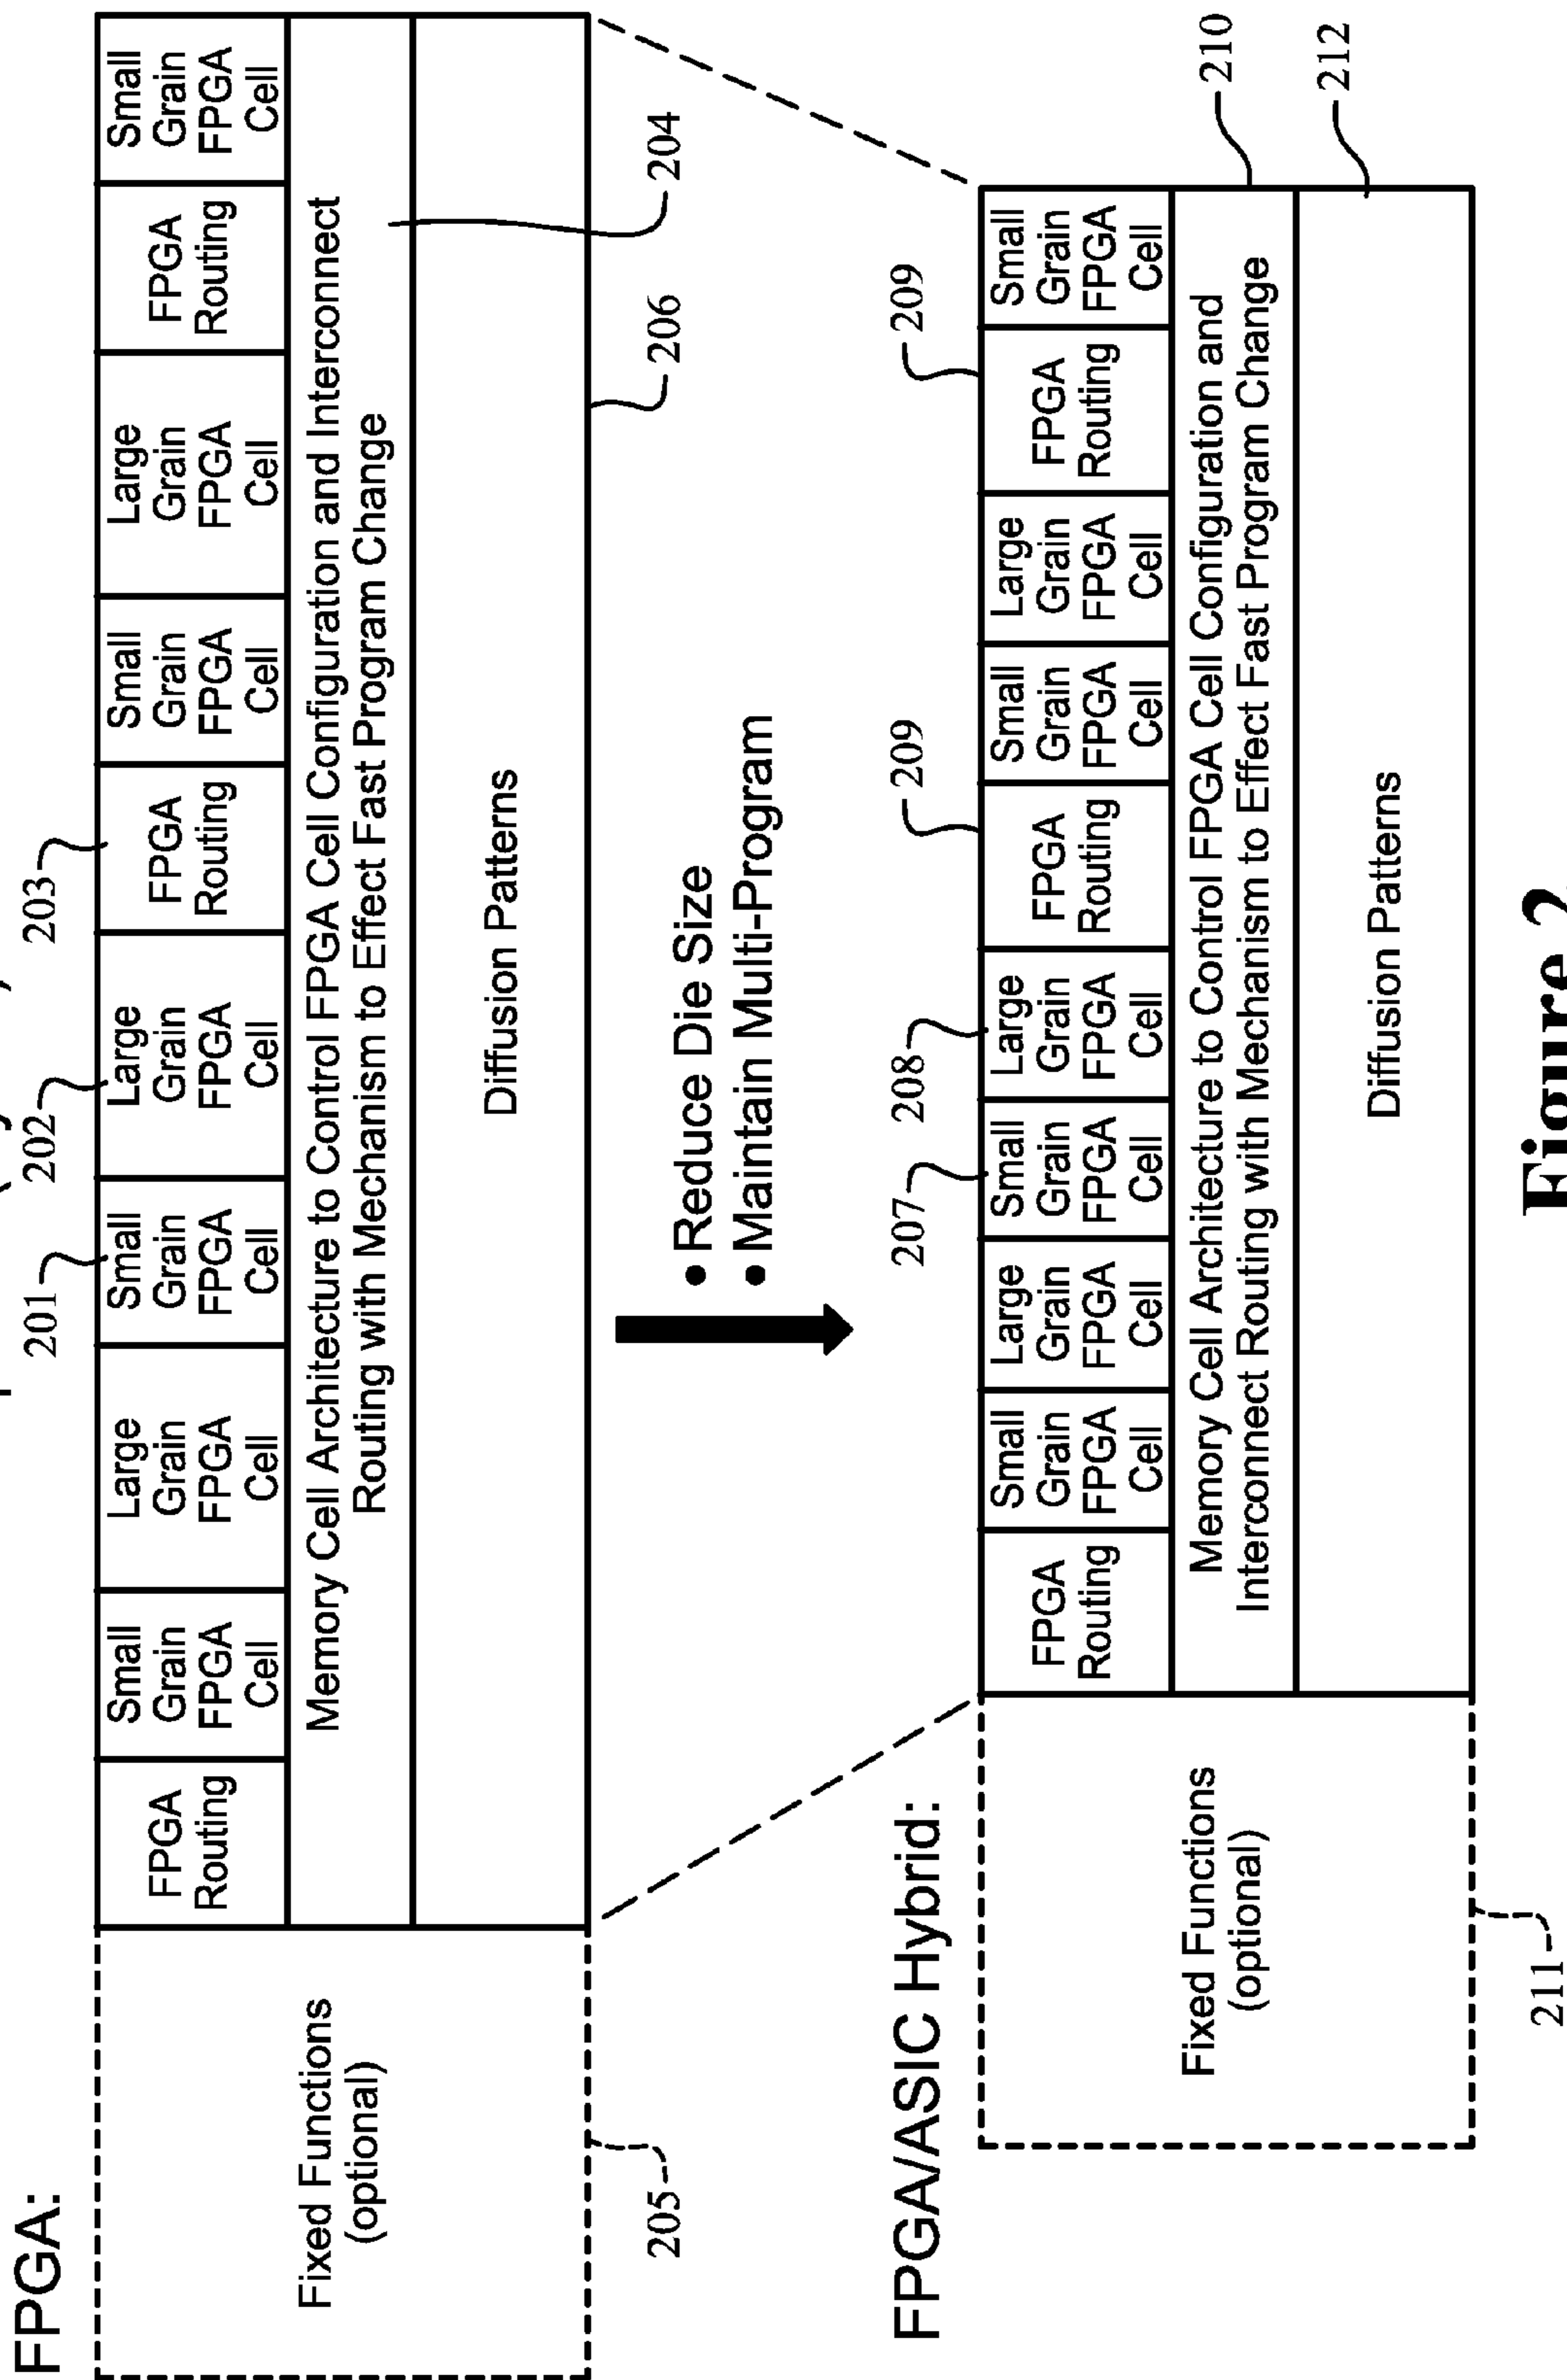 FPGA:
201
202
203
Fixed Functions
(optional)
FPGA
Routing
Small
Grain
FPGA
Cell
Large
Grain
FPGA
Cell
Small
Grain
FPGA
Cell
Large
Grain
FPGA
Cell
FPGA
Routing
Small
Grain
FPGA
Cell
Large
Grain
FPGA
Cell
FPGA
Routing
Small
Grain
FPGA
Cell
Memory Cell Architecture to Control FPGA Cell Configuration and Interconnect
Routing with Mechanism to Effect Fast Program Change
Diffusion Patterns
205
206
204
• Reduce Die Size
• Maintain Multi-Program
FPGA/ASIC Hybrid:
207
208
209
209
210
212
Fixed Functions
(optional)
FPGA
Routing
Small
Grain
FPGA
Cell
Large
Grain
FPGA
Cell
Small
Grain
FPGA
Cell
Large
Grain
FPGA
Cell
FPGA
Routing
Small
Grain
FPGA
Cell
Large
Grain
FPGA
Cell
FPGA
Routing
Small
Grain
FPGA
Cell
Memory Cell Architecture to Control FPGA Cell Configuration and
Interconnect Routing with Mechanism to Effect Fast Program Change
Diffusion Patterns
211
Figure 2